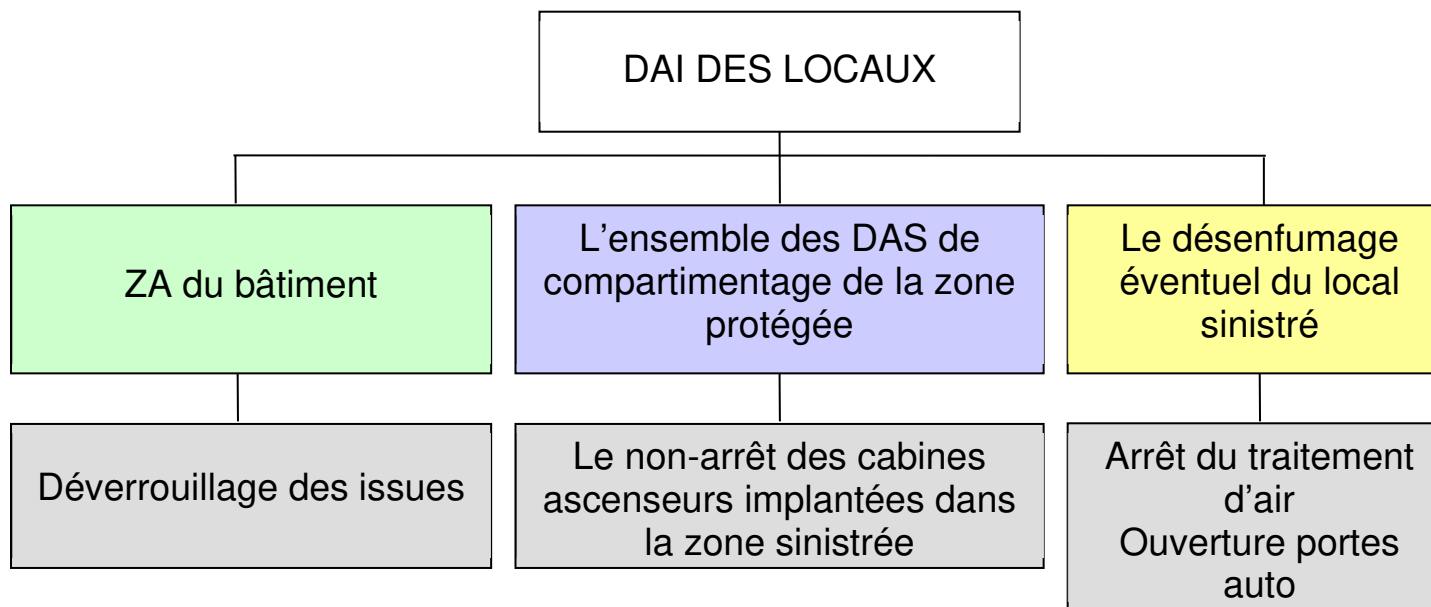 DAI DES LOCAUX
ZA du bâtiment
L'ensemble des DAS de
compartimentage de la zone
protégée
Le désenfumage
éventuel du local
sinistré
Déverrouillage des issues
Le non-arrêt des cabines
ascenseurs implantées dans
la zone sinistrée
Arrêt du traitement
d'air
Ouverture portes
auto